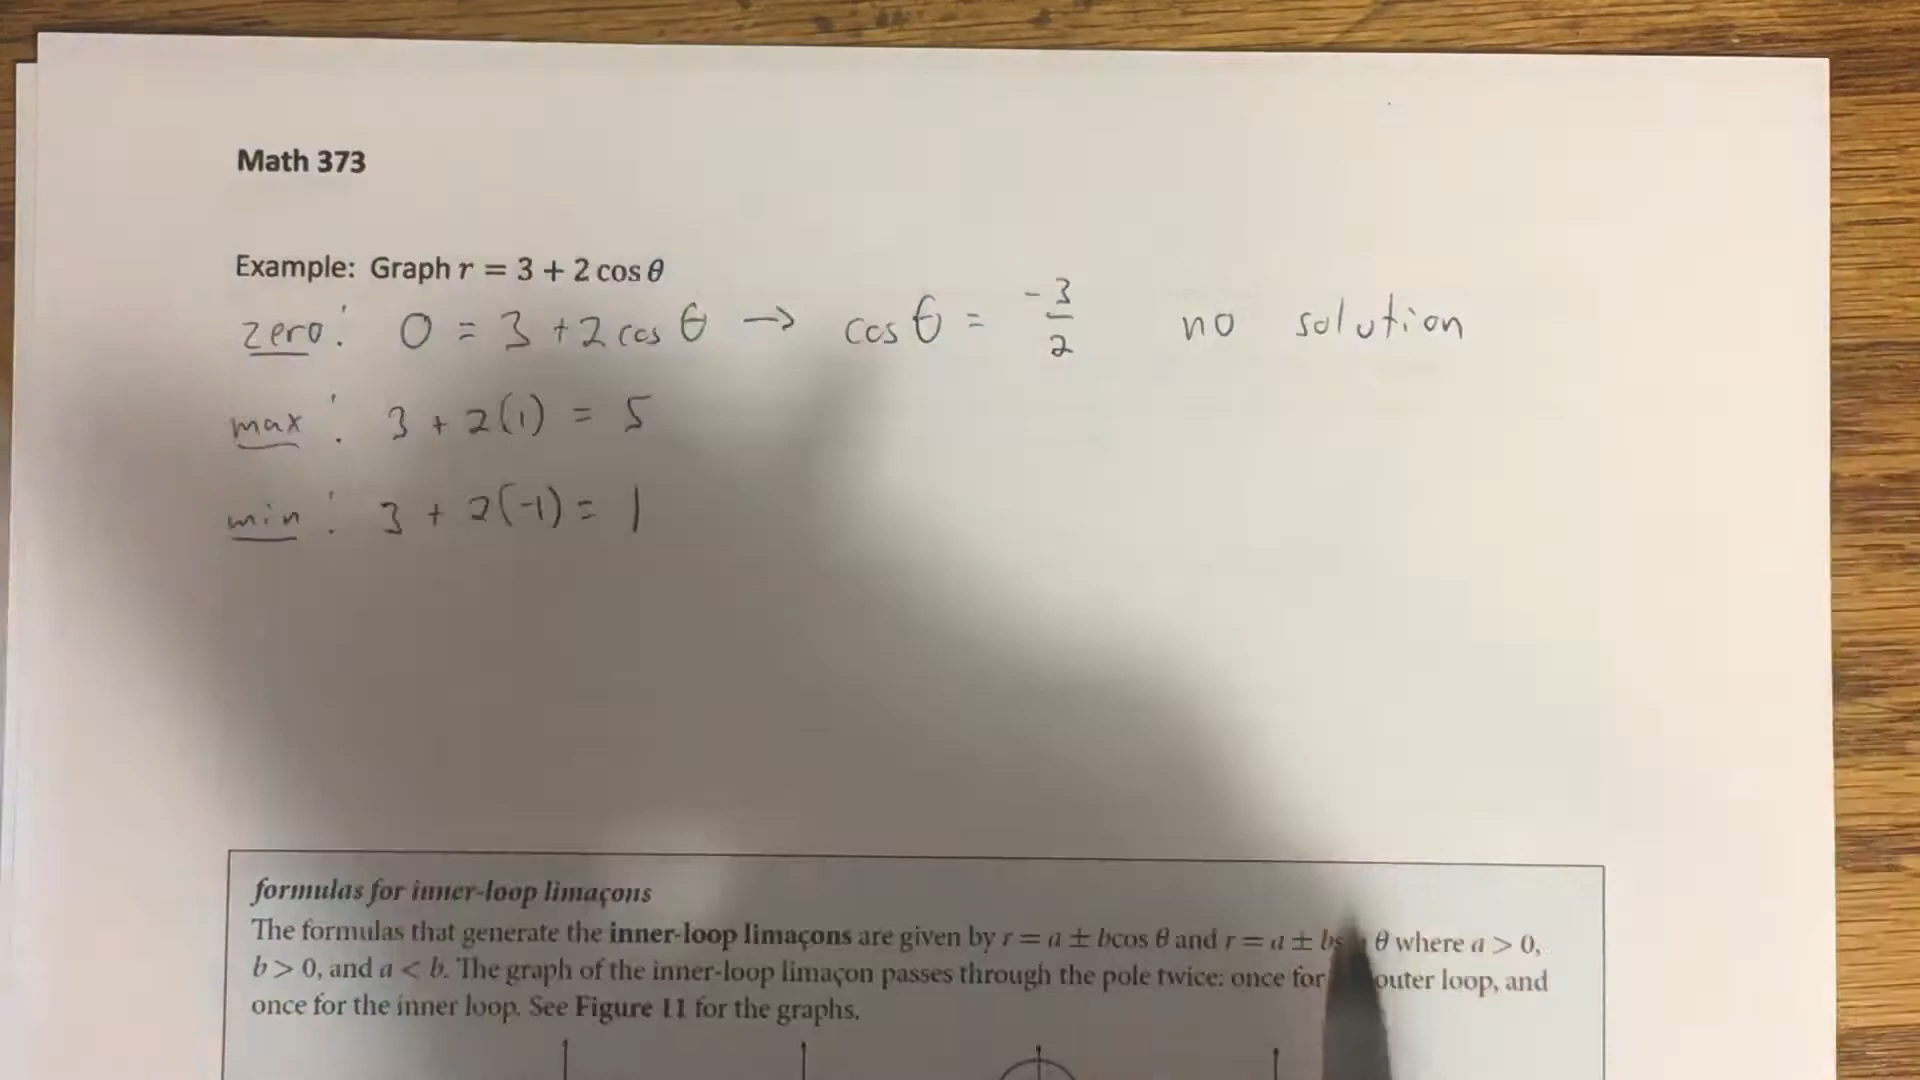 Math 373
Example: Graph r = 3 + 2 cos θ
zero: 0 = 3 + 2 cos θ → cos θ = -3/2 no solution
max: 3 + 2(1) = 5
min: 3 + 2(-1) = 1
formulas for inner-loop limaçons
The formulas that generate the inner-loop limaçons are given by r = a ± bcos θ and r = a ± θ where a > 0,
b > 0, and a < b. The graph of the inner-loop limaçon passes through the pole twice: once for outer loop, and
once for the inner loop. See Figure 11 for the graphs.